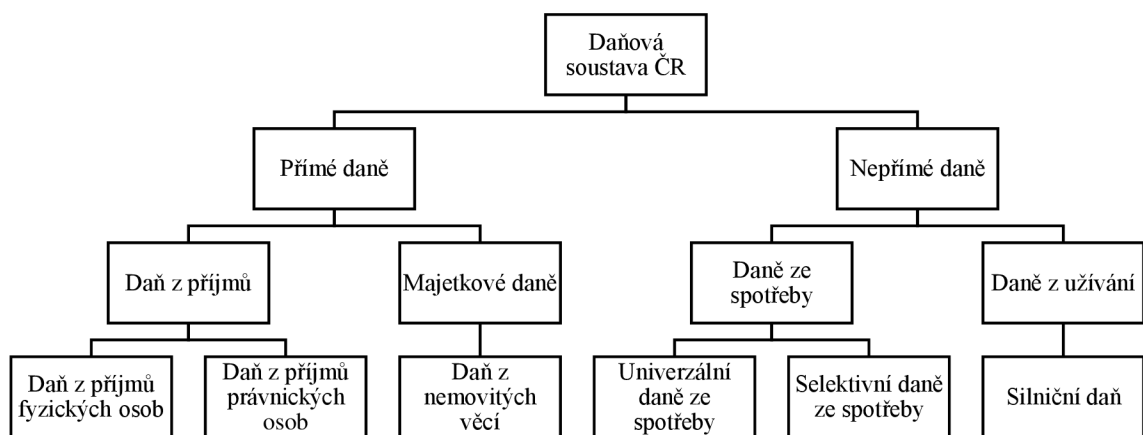 Daňová
soustava ČR
Přímé daně
Nepřímé daně
Daň z příjmů
Majetkové daně
Daně ze
spotřeby
Daně z užívání
Daň z příjmů
fyzických osob
Daň z příjmů
právnických
osob
Daň z
nemovitých
věcí
Univerzální
daně ze
spotřeby
Selektivní daně
ze spotřeby
Silniční daň